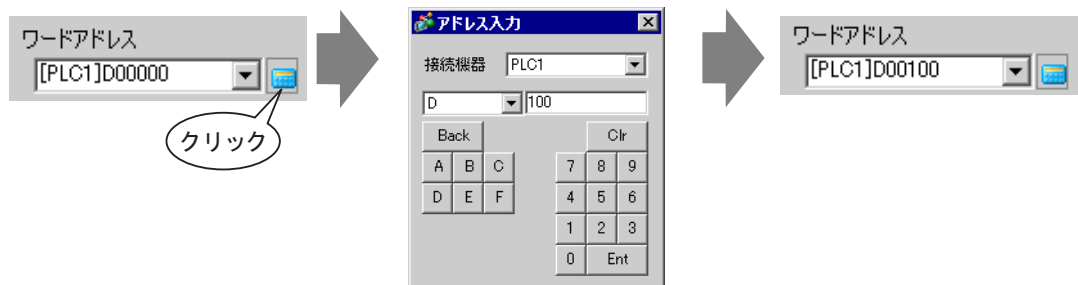 ワードアドレス
[PLC1]D00000
クリック
アドレス入力
接続機器 PLC1
D 100
Back Clr
A B C 7 8 9
D E F 4 5 6
1 2 3
0 Ent
ワードアドレス
[PLC1]D00100